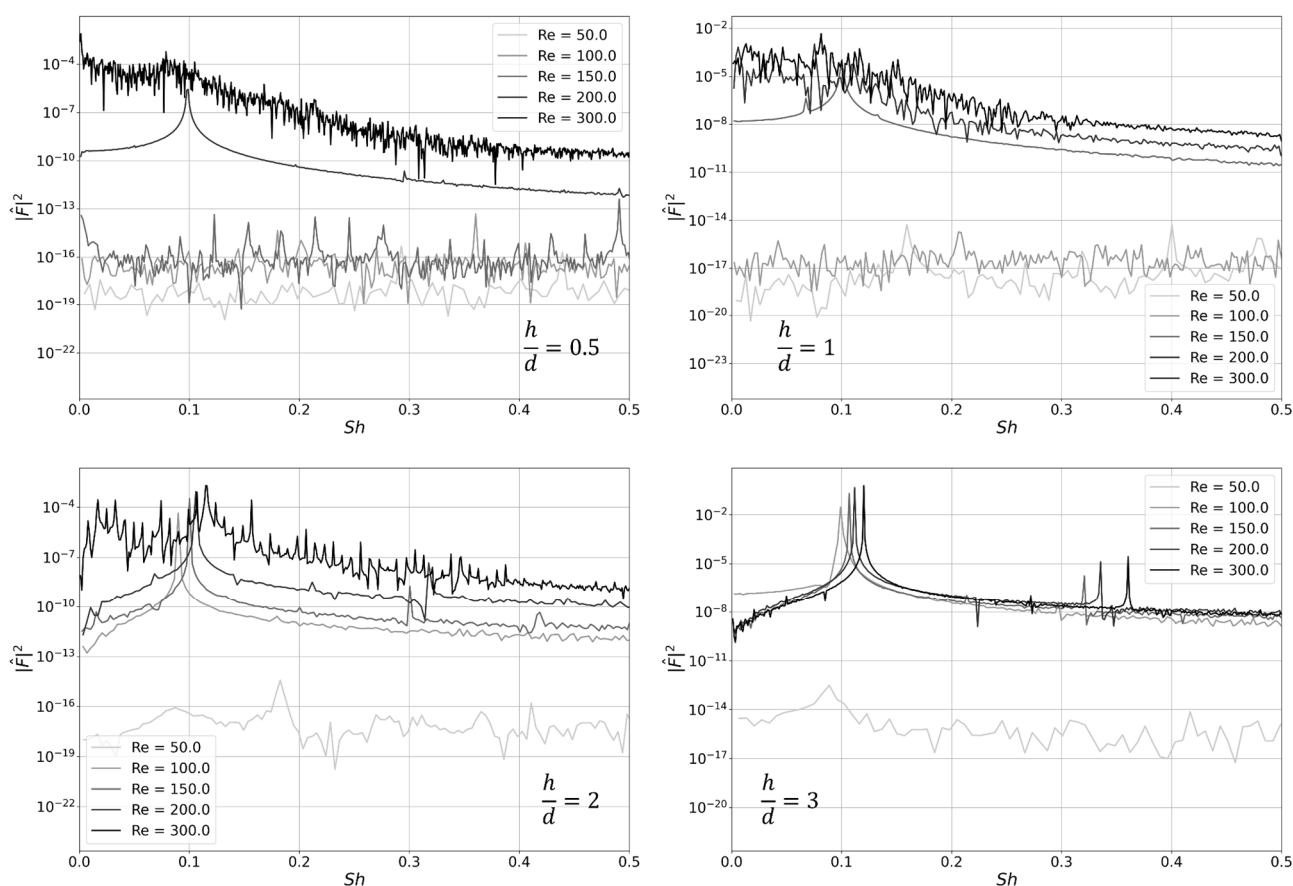 10⁻⁴
10⁻⁷
10⁻¹⁰
10⁻¹³
10⁻¹⁶
10⁻¹⁹
10⁻²²
|F̂|²
Re = 50.0
Re = 100.0
Re = 150.0
Re = 200.0
Re = 300.0
h/d = 0.5
0.0 0.1 0.2 0.3 0.4 0.5
Sh
10⁻²
10⁻⁵
10⁻⁸
10⁻¹¹
10⁻¹⁴
10⁻¹⁷
10⁻²⁰
10⁻²³
|F̂|²
Re = 50.0
Re = 100.0
Re = 150.0
Re = 200.0
Re = 300.0
h/d = 1
0.0 0.1 0.2 0.3 0.4 0.5
Sh
10⁻⁴
10⁻⁷
10⁻¹⁰
10⁻¹³
10⁻¹⁶
10⁻¹⁹
10⁻²²
|F̂|²
Re = 50.0
Re = 100.0
Re = 150.0
Re = 200.0
Re = 300.0
h/d = 2
0.0 0.1 0.2 0.3 0.4 0.5
Sh
10⁻²
10⁻⁵
10⁻⁸
10⁻¹¹
10⁻¹⁴
10⁻¹⁷
10⁻²⁰
|F̂|²
Re = 50.0
Re = 100.0
Re = 150.0
Re = 200.0
Re = 300.0
h/d = 3
0.0 0.1 0.2 0.3 0.4 0.5
Sh